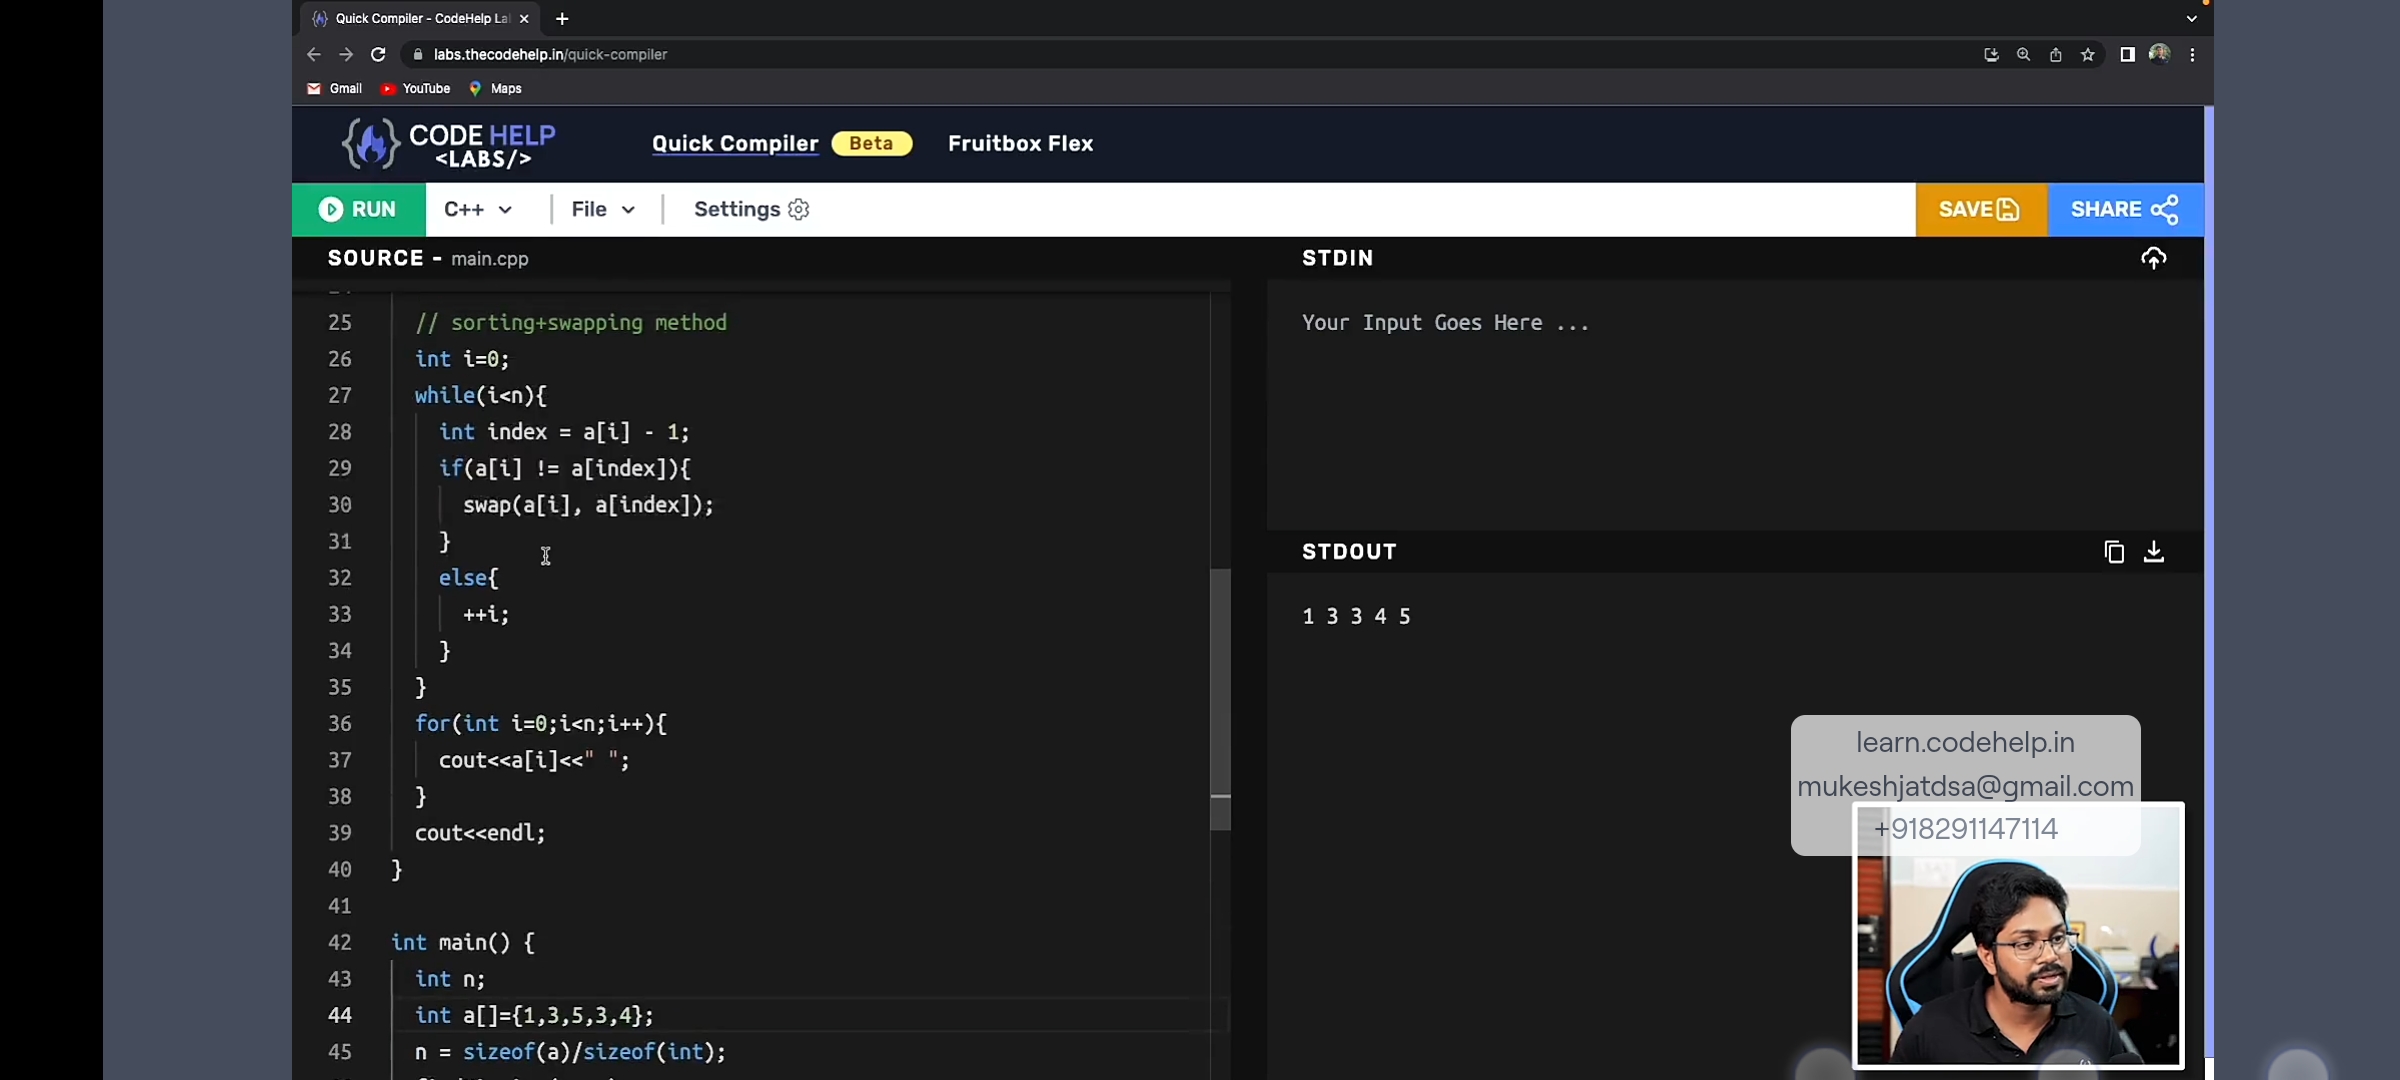 Quick Compiler - CodeHelp La
labs.thecodehelp.in/quick-compiler
Gmail YouTube Maps
CODE HELP
<LABS/>
Quick Compiler Beta Fruitbox Flex
RUN C++ File Settings SAVE SHARE
SOURCE - main.cpp
25 // sorting+swapping method
26 int i=0;
27 while(i<n){
28 int index = a[i] - 1;
29 if(a[i] != a[index]){
30 swap(a[i], a[index]);
31 }
32 else{
33 ++i;
34 }
35 }
36 for(int i=0;i<n;i++){
37 cout<<a[i]<<" ";
38 }
39 cout<<endl;
40 }
41
42 int main() {
43 int n;
44 int a[]={1,3,5,3,4};
45 n = sizeof(a)/sizeof(int);
STDIN
Your Input Goes Here ...
STDOUT
1 3 3 4 5
learn.codehelp.in
mukeshjatdsa@gmail.com
+918291147114